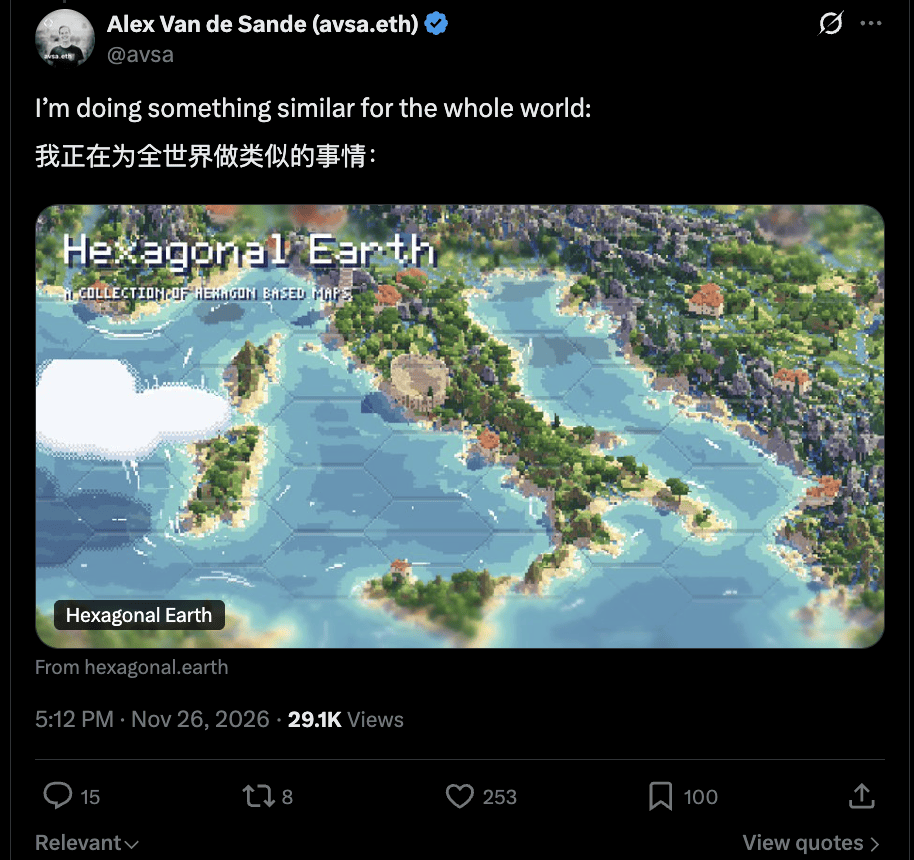 Alex Van de Sande (avsa.eth)
avsa.eth
@avsa
I’m doing something similar for the whole world:
我正在为全世界做类似的事情：
Hexagonal Earth
A COLLECTION OF HEXAGON BASED MAPS
Hexagonal Earth
From hexagonal.earth
5:12 PM · Nov 26, 2026 · 29.1K Views
15 8 253 100
Relevant View quotes